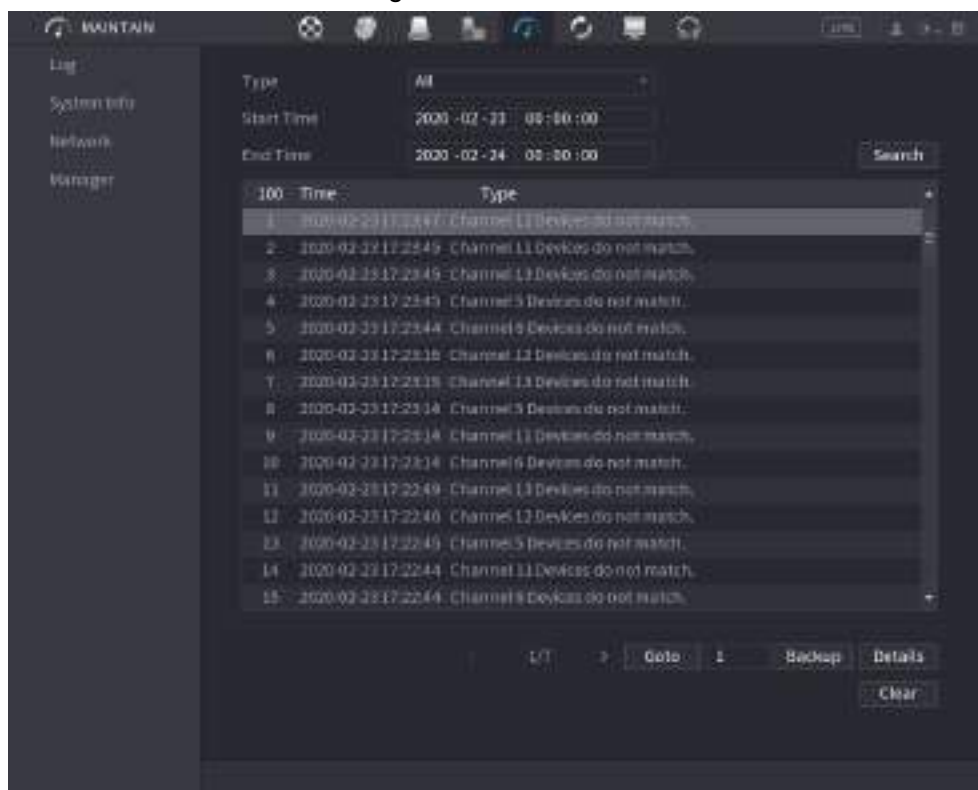 MAINTAIN
LIVE
Log
System Info
Network
Manager
Type All
Start Time 2020 -02 -23 00 :00 :00
End Time 2020 -02 -24 00 :00 :00
Search
100 Time Type
1 2020-02-23 17:23:47 Channel 12 Devices do not match.
2 2020-02-23 17:23:45 Channel 11 Devices do not match.
3 2020-02-23 17:23:45 Channel 13 Devices do not match.
4 2020-02-23 17:23:45 Channel 5 Devices do not match.
5 2020-02-23 17:23:44 Channel 6 Devices do not match.
6 2020-02-23 17:23:16 Channel 12 Devices do not match.
7 2020-02-23 17:23:15 Channel 13 Devices do not match.
8 2020-02-23 17:23:14 Channel 5 Devices do not match.
9 2020-02-23 17:23:14 Channel 11 Devices do not match.
10 2020-02-23 17:23:14 Channel 6 Devices do not match.
11 2020-02-23 17:22:49 Channel 13 Devices do not match.
12 2020-02-23 17:22:46 Channel 12 Devices do not match.
13 2020-02-23 17:22:45 Channel 5 Devices do not match.
14 2020-02-23 17:22:44 Channel 11 Devices do not match.
15 2020-02-23 17:22:44 Channel 6 Devices do not match.
1/7 Goto 1 Backup Details
Clear